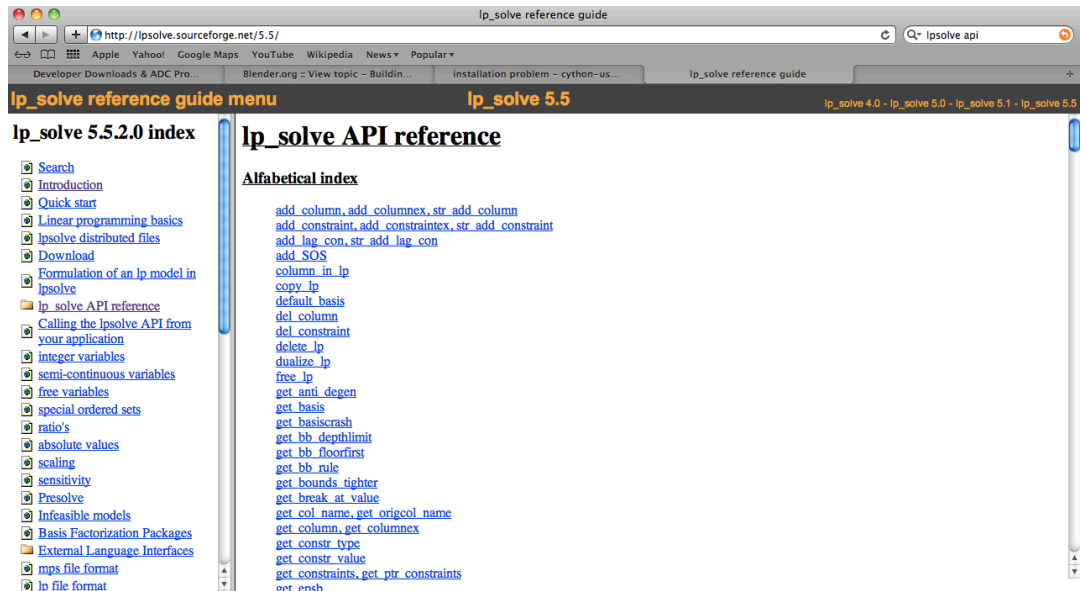 lp_solve reference guide
http://lpsolve.sourceforge.net/5.5/
lpsolve api
Apple Yahoo! Google Maps YouTube Wikipedia News Popular
Developer Downloads & ADC Pro...
Blender.org :: View topic - Buildin...
installation problem - cython-us...
lp_solve reference guide
lp_solve reference guide menu
lp_solve 5.5
lp_solve 4.0 - lp_solve 5.0 - lp_solve 5.1 - lp_solve 5.5
lp_solve 5.5.2.0 index
Search
Introduction
Quick start
Linear programming basics
lpsolve distributed files
Download
Formulation of an lp model in
lpsolve
lp_solve API reference
Calling the lpsolve API from
your application
integer variables
semi-continuous variables
free variables
special ordered sets
ratio's
absolute values
scaling
sensitivity
Presolve
Infeasible models
Basis Factorization Packages
External Language Interfaces
mps file format
lp file format
lp_solve API reference
Alfabetical index
add_column, add_columnex, str_add_column
add_constraint, add_constraintex, str_add_constraint
add_lag_con, str_add_lag_con
add_SOS
column_in_lp
copy_lp
default_basis
del_column
del_constraint
delete_lp
dualize_lp
free_lp
get_anti_degen
get_basis
get_basiscrash
get_bb_depthlimit
get_bb_floorfirst
get_bb_rule
get_bounds_tighter
get_break_at_value
get_col_name, get_origcol_name
get_column, get_columnex
get_constr_type
get_constr_value
get_constraints, get_ptr_constraints
get_epsb